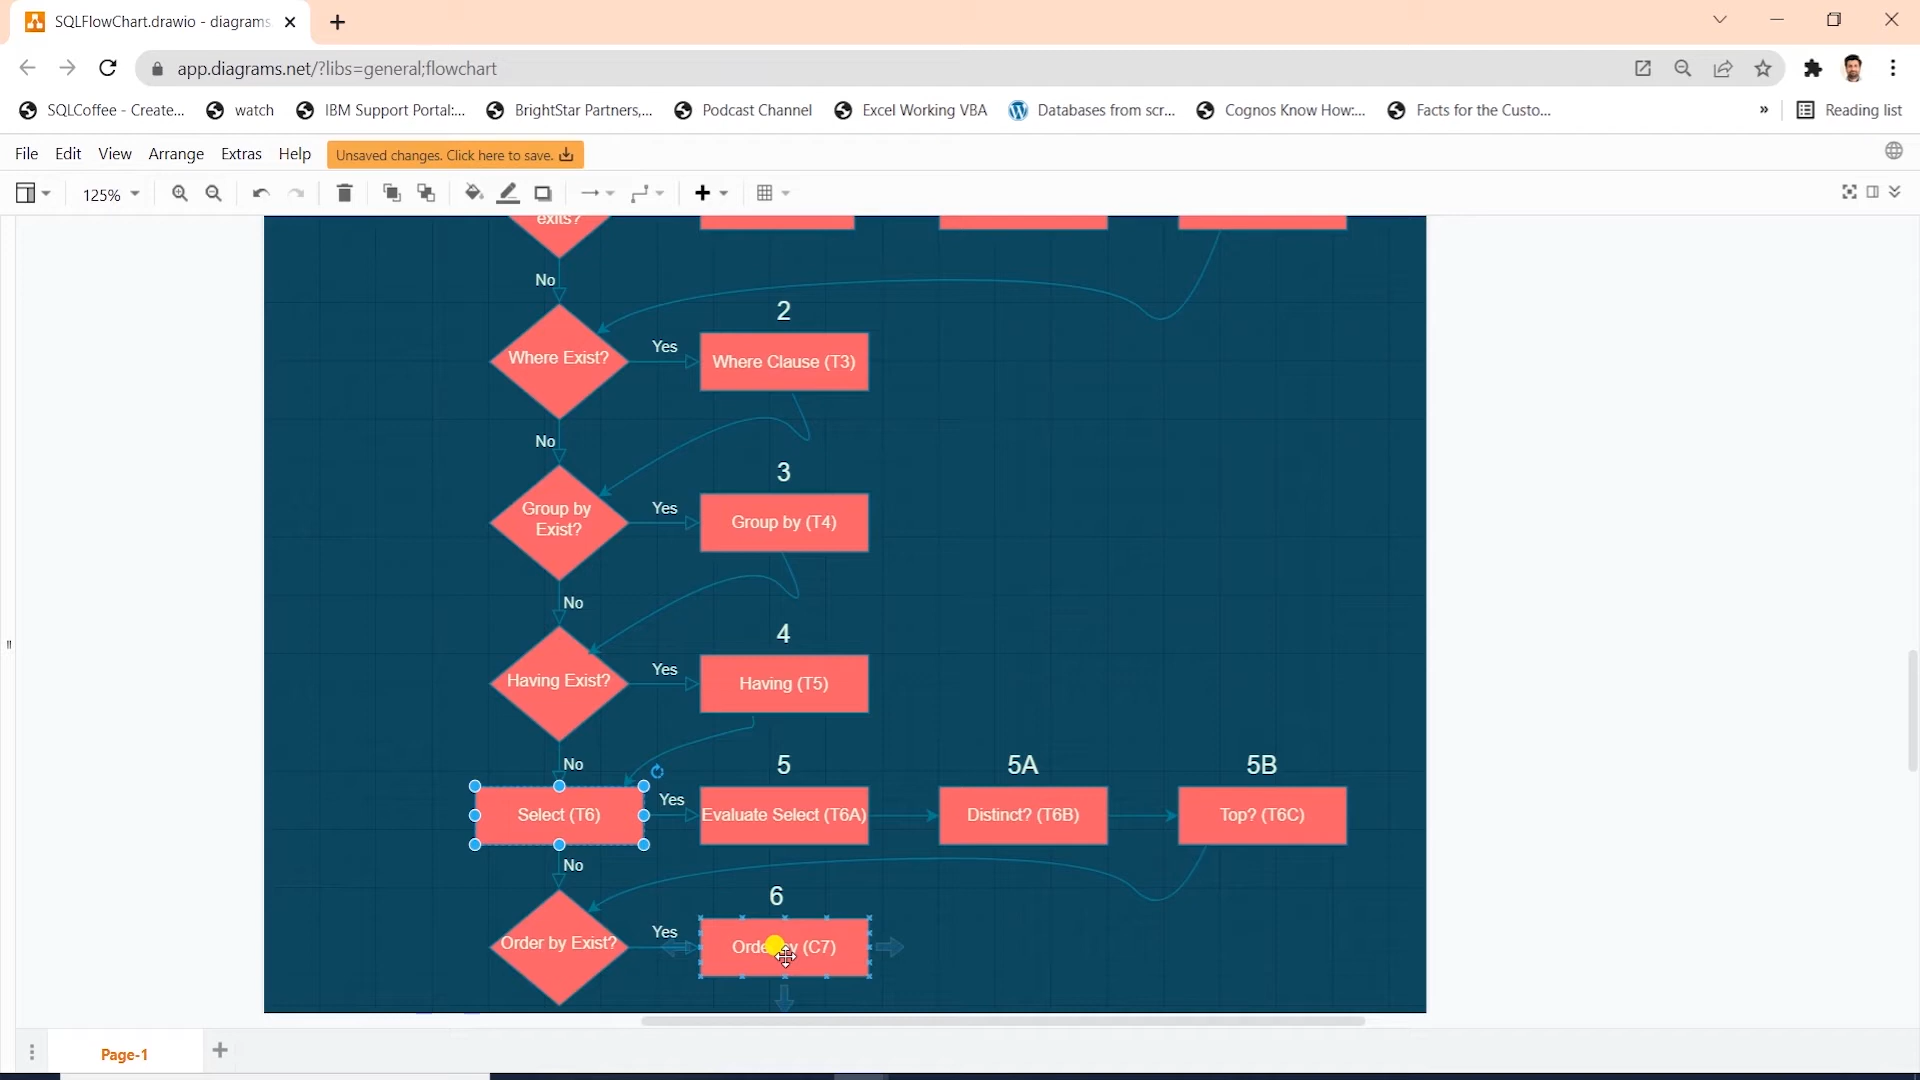 SQLFlowChart.drawio - diagrams.
app.diagrams.net/?libs=general;flowchart
SQLCoffee - Create... watch IBM Support Portal:... BrightStar Partners,... Podcast Channel Excel Working VBA Databases from scr... Cognos Know How:... Facts for the Custo... » Reading list
File Edit View Arrange Extras Help Unsaved changes. Click here to save.
125%
exits?
No
2
Where Exist?
Yes
Where Clause (T3)
No
3
Group by
Exist?
Yes
Group by (T4)
No
4
Having Exist?
Yes
Having (T5)
No
5
5A
5B
Select (T6)
Yes
Evaluate Select (T6A)
Distinct? (T6B)
Top? (T6C)
No
6
Order by Exist?
Yes
(C7)
Page-1